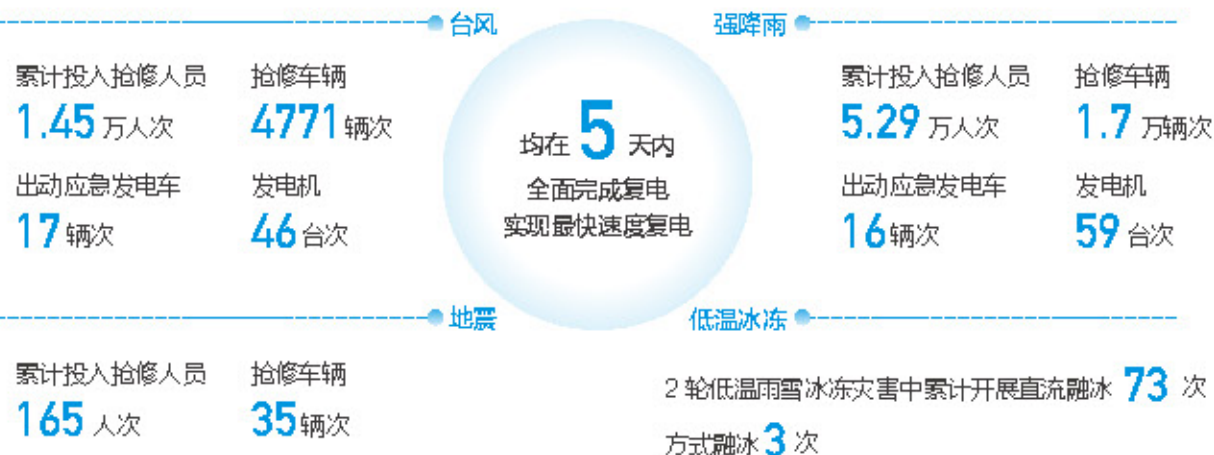 台风
累计投入抢修人员 抢修车辆
1.45 万人次 4771 辆次
出动应急发电车 发电机
17 辆次 46 台次
均在 5 天内
全面完成复电
实现最快速度复电
强降雨
累计投入抢修人员 抢修车辆
5.29 万人次 1.7 万辆次
出动应急发电车 发电机
16 辆次 59 台次
地震
累计投入抢修人员 抢修车辆
165 人次 35 辆次
低温冰冻
2 轮低温雨雪冰冻灾害中累计开展直流融冰 73 次
方式融冰 3 次